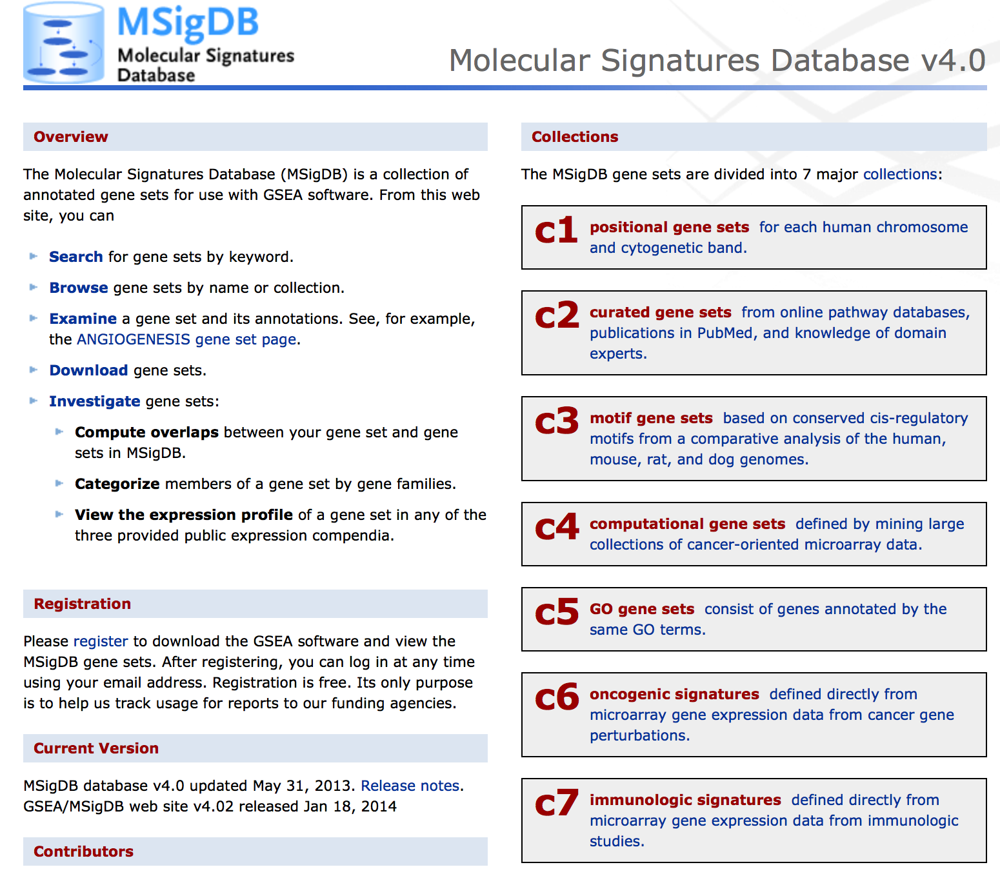 MSigDB
Molecular Signatures
Database
Molecular Signatures Database v4.0
Overview
The Molecular Signatures Database (MSigDB) is a collection of
annotated gene sets for use with GSEA software. From this web
site, you can
Search for gene sets by keyword.
Browse gene sets by name or collection.
Examine a gene set and its annotations. See, for example,
the ANGIOGENESIS gene set page.
Download gene sets.
Investigate gene sets:
Compute overlaps between your gene set and gene
sets in MSigDB.
Categorize members of a gene set by gene families.
View the expression profile of a gene set in any of the
three provided public expression compendia.
Registration
Please register to download the GSEA software and view the
MSigDB gene sets. After registering, you can log in at any time
using your email address. Registration is free. Its only purpose
is to help us track usage for reports to our funding agencies.
Current Version
MSigDB database v4.0 updated May 31, 2013. Release notes.
GSEA/MSigDB web site v4.02 released Jan 18, 2014
Contributors
Collections
The MSigDB gene sets are divided into 7 major collections:
c1 positional gene sets for each human chromosome
and cytogenetic band.
c2 curated gene sets from online pathway databases,
publications in PubMed, and knowledge of domain
experts.
c3 motif gene sets based on conserved cis-regulatory
motifs from a comparative analysis of the human,
mouse, rat, and dog genomes.
c4 computational gene sets defined by mining large
collections of cancer-oriented microarray data.
c5 GO gene sets consist of genes annotated by the
same GO terms.
c6 oncogenic signatures defined directly from
microarray gene expression data from cancer gene
perturbations.
c7 immunologic signatures defined directly from
microarray gene expression data from immunologic
studies.